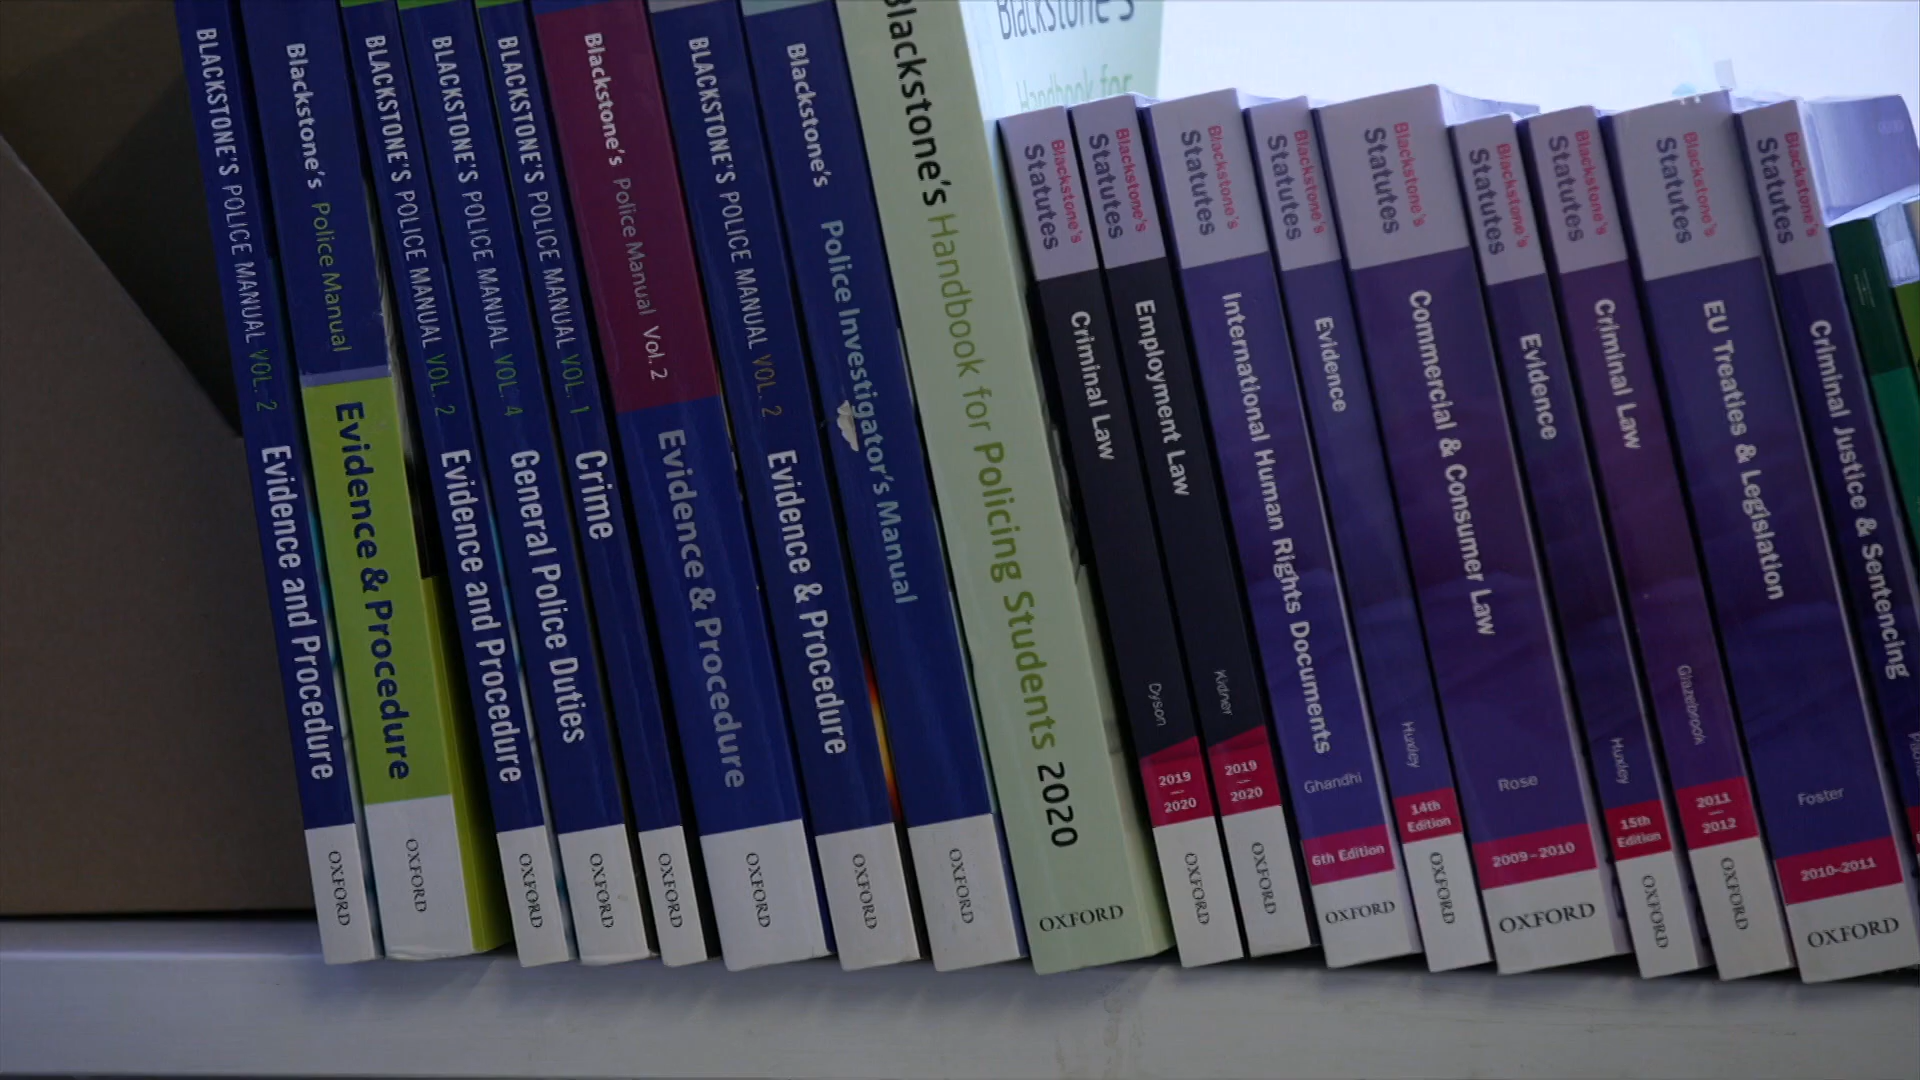 BLACKSTONE'S POLICE MANUAL VOL. 2 Evidence and Procedure
OXFORD
Blackstone's Police Manual
Evidence & Procedure
OXFORD
BLACKSTONE'S POLICE MANUAL VOL. 2 Evidence and Procedure
OXFORD
BLACKSTONE'S POLICE MANUAL VOL. 4 General Police Duties
OXFORD
BLACKSTONE'S POLICE MANUAL VOL. 1 Crime
OXFORD
Blackstone's Police Manual Vol. 2
Evidence & Procedure
OXFORD
BLACKSTONE'S POLICE MANUAL VOL. 2 Evidence & Procedure
OXFORD
Blackstone's Police Investigator's Manual
OXFORD
Blackstone's Handbook for Policing Students 2020
OXFORD
Blackstone's
Handbook for
Blackstone's
Statutes
Criminal Law
Dyson
2019
2020
OXFORD
Blackstone's
Statutes
Employment Law
Kidner
2019
2020
OXFORD
Blackstone's
Statutes
International Human Rights Documents
Ghandhi
6th Edition
OXFORD
Blackstone's
Statutes
Evidence
Huxley
14th
Edition
OXFORD
Blackstone's
Statutes
Commercial & Consumer Law
Rose
2009-2010
OXFORD
Blackstone's
Statutes
Evidence
Huxley
15th
Edition
OXFORD
Blackstone's
Statutes
Criminal Law
Glazebrook
2011
2012
OXFORD
Blackstone's
Statutes
EU Treaties & Legislation
Foster
2010-2011
OXFORD
Blackstone's
Statutes
Criminal Justice & Sentencing